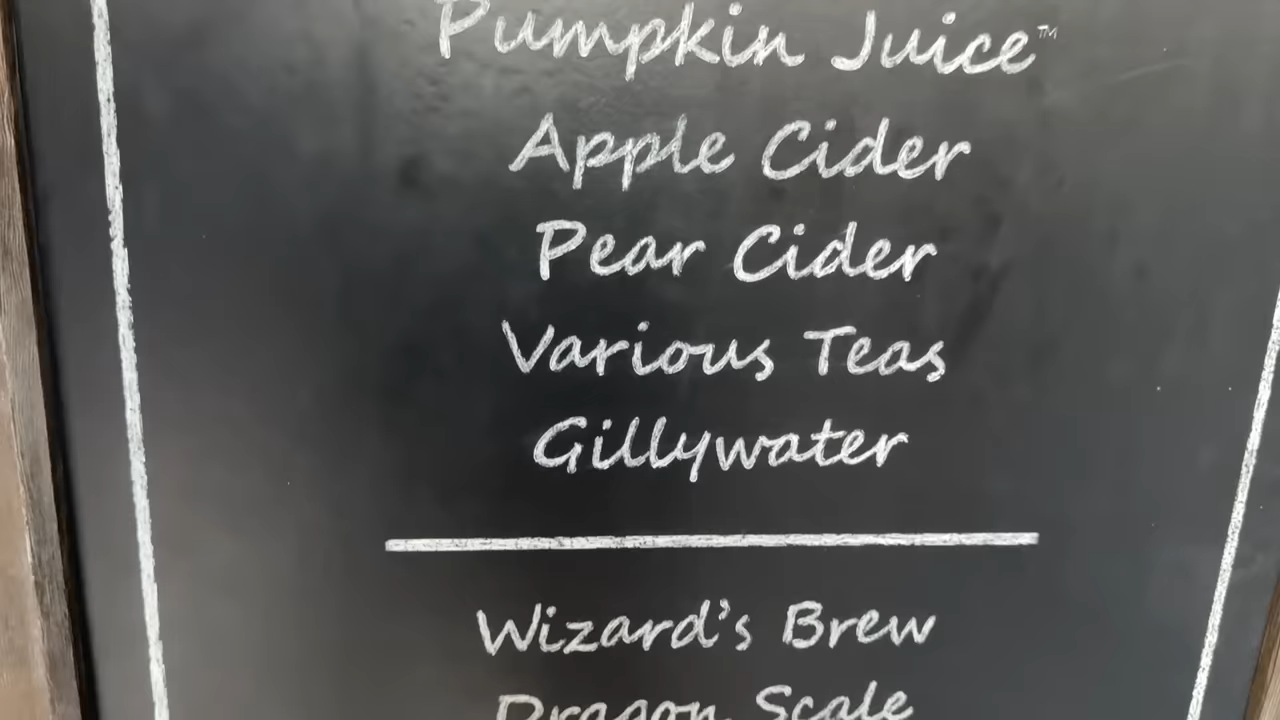 Pumpkin Juice™
Apple Cider
Pear Cider
Various Teas
Gillywater
Wizard's Brew
Dragon Scale